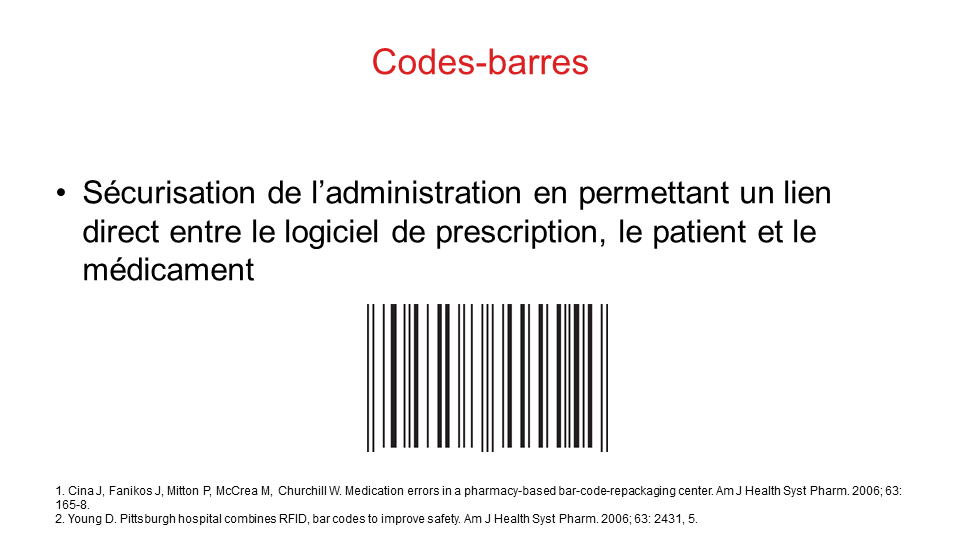 Codes-barres
• Sécurisation de l’administration en permettant un lien
direct entre le logiciel de prescription, le patient et le
médicament
1. Cina J, Fanikos J, Mitton P, McCrea M, Churchill W. Medication errors in a pharmacy-based bar-code-repackaging center. Am J Health Syst Pharm. 2006; 63:
165-8.
2. Young D. Pittsburgh hospital combines RFID, bar codes to improve safety. Am J Health Syst Pharm. 2006; 63: 2431, 5.